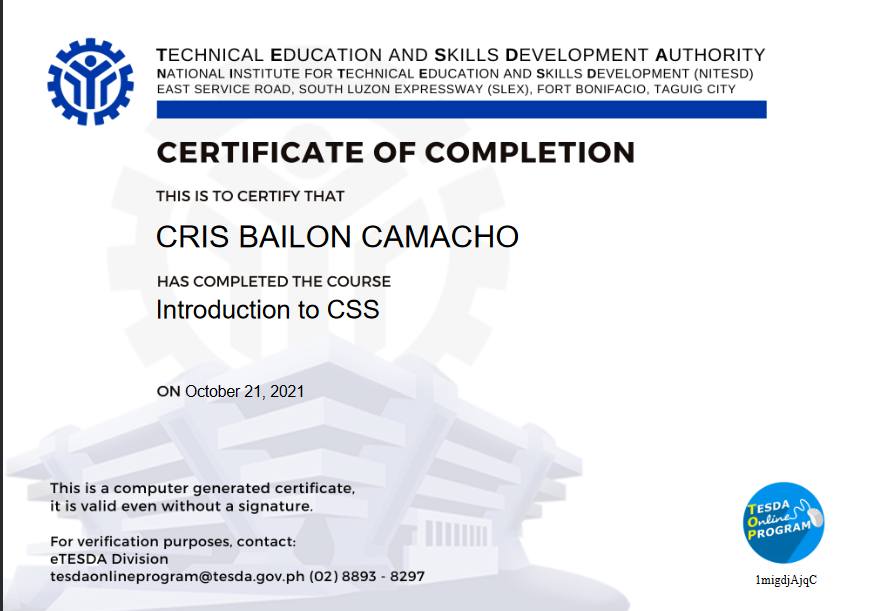 TECHNICAL EDUCATION AND SKILLS DEVELOPMENT AUTHORITY
NATIONAL INSTITUTE FOR TECHNICAL EDUCATION AND SKILLS DEVELOPMENT (NITESD)
EAST SERVICE ROAD, SOUTH LUZON EXPRESSWAY (SLEX), FORT BONIFACIO, TAGUIG CITY
CERTIFICATE OF COMPLETION
THIS IS TO CERTIFY THAT
CRIS BAILON CAMACHO
HAS COMPLETED THE COURSE
Introduction to CSS
ON October 21, 2021
This is a computer generated certificate,
it is valid even without a signature.
For verification purposes, contact:
eTESDA Division
tesdaonlineprogram@tesda.gov.ph (02) 8893 - 8297
TESDA
Online
PROGRAM
1migdjAjqC